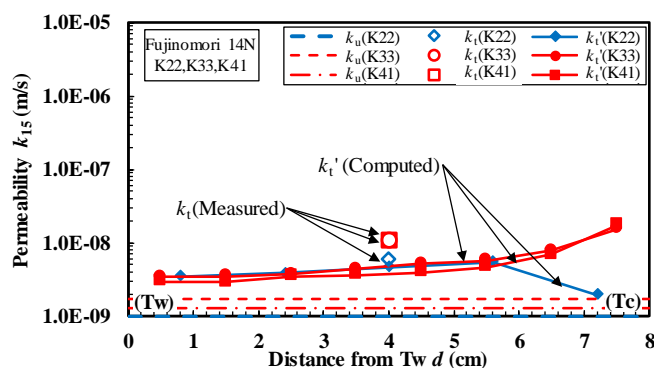 1.0E-05
1.0E-06
1.0E-07
1.0E-08
1.0E-09
Permeability k15 (m/s)
Fujinomori 14N
K22,K33,K41
ku(K22) kt(K22) kt'(K22)
ku(K33) kt(K33) kt'(K33)
ku(K41) kt(K41) kt'(K41)
kt'(Computed)
kt(Measured)
(Tw) (Tc)
0 1 2 3 4 5 6 7 8
Distance from Tw d (cm)